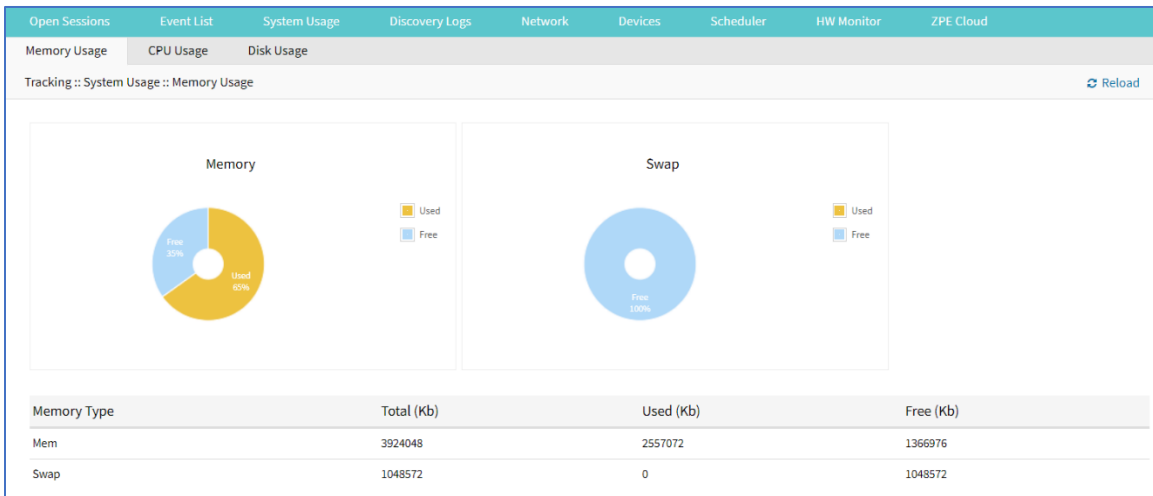 Open Sessions Event List System Usage Discovery Logs Network Devices Scheduler HW Monitor ZPE Cloud
Memory Usage CPU Usage Disk Usage
Tracking :: System Usage :: Memory Usage Reload
Memory
Used
Free
Free
35%
Used
65%
Swap
Used
Free
Free
100%
Memory Type Total (Kb) Used (Kb) Free (Kb)
Mem 3924048 2557072 1366976
Swap 1048572 0 1048572